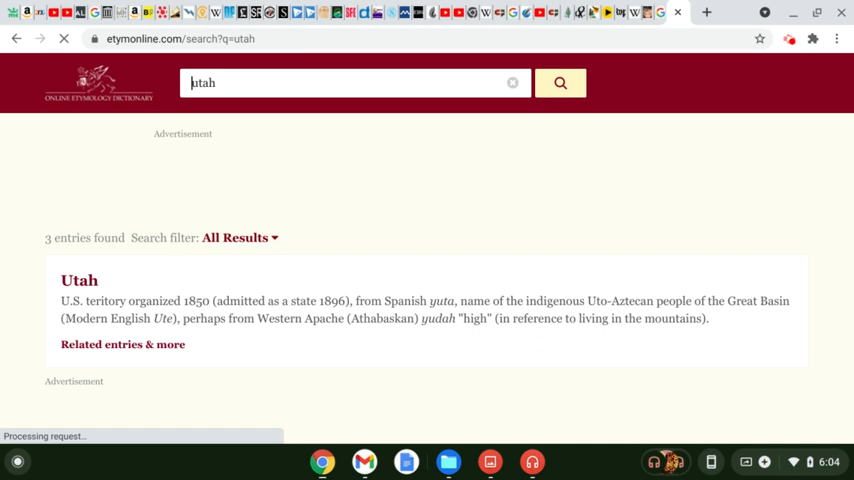 etymonline.com/search?q=utah
ONLINE ETYMOLOGY DICTIONARY
utah
Advertisement
3 entries found Search filter: All Results
Utah
U.S. teritory organized 1850 (admitted as a state 1896), from Spanish yuta, name of the indigenous Uto-Aztecan people of the Great Basin
(Modern English Ute), perhaps from Western Apache (Athabaskan) yudah "high" (in reference to living in the mountains).
Related entries & more
Advertisement
Processing request...
6:04